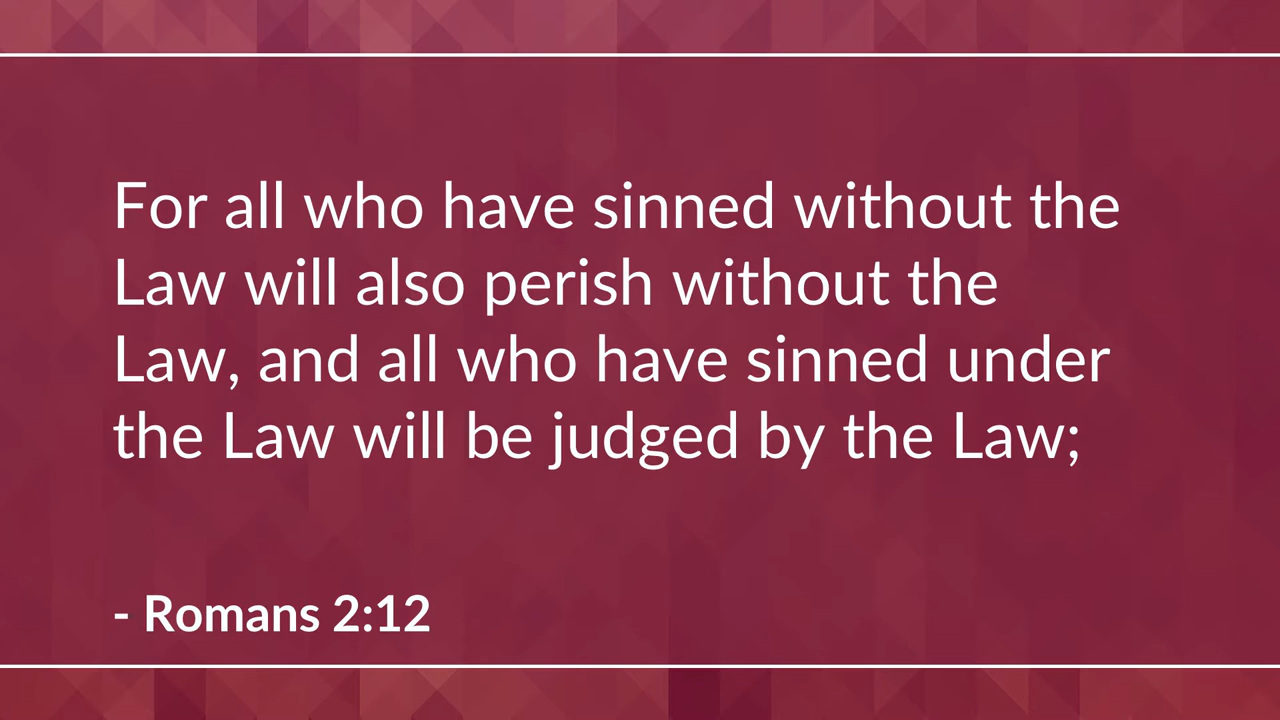 For all who have sinned without the
Law will also perish without the
Law, and all who have sinned under
the Law will be judged by the Law;
- Romans 2:12